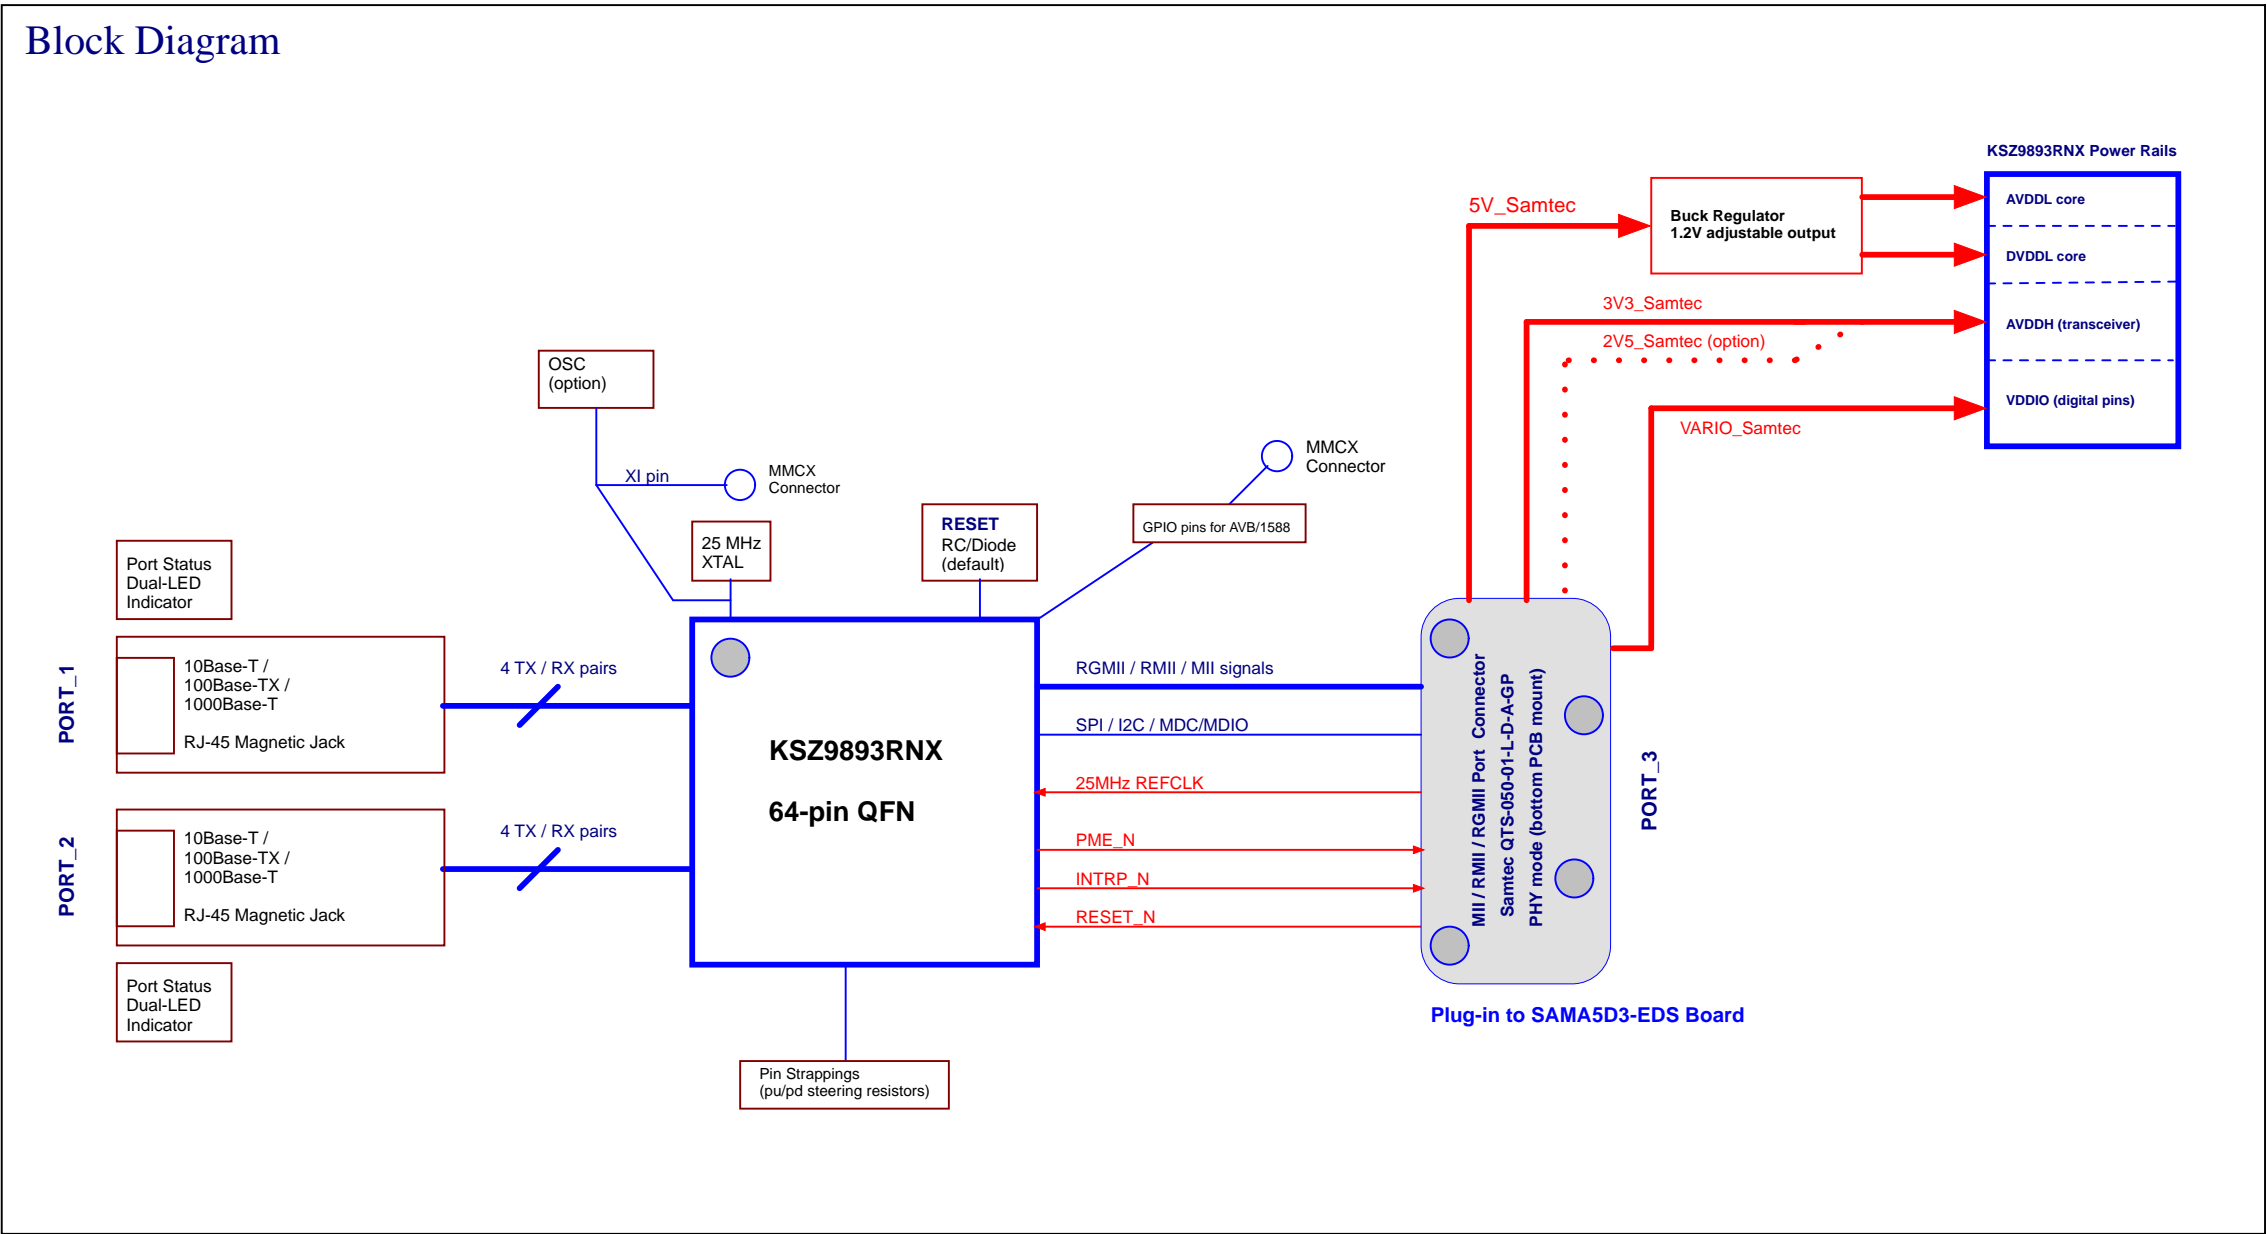 Block Diagram
KSZ9893RNX Power Rails
5V_Samtec
Buck Regulator
1.2V adjustable output
AVDDL core
DVDDL core
3V3_Samtec
AVDDH (transceiver)
2V5_Samtec (option)
VDDIO (digital pins)
VARIO_Samtec
OSC
(option)
XI pin
MMCX
Connector
MMCX
Connector
25 MHz
XTAL
RESET
RC/Diode
(default)
GPIO pins for AVB/1588
Port Status
Dual-LED
Indicator
PORT_1
10Base-T /
100Base-TX /
1000Base-T
RJ-45 Magnetic Jack
4 TX / RX pairs
PORT_2
10Base-T /
100Base-TX /
1000Base-T
RJ-45 Magnetic Jack
4 TX / RX pairs
Port Status
Dual-LED
Indicator
KSZ9893RNX
64-pin QFN
RGMII / RMII / MII signals
SPI / I2C / MDC/MDIO
25MHz REFCLK
PME_N
INTRP_N
RESET_N
MII / RMII / RGMII Port Connector
Samtec QTS-050-01-L-D-A-GP
PHY mode (bottom PCB mount)
PORT_3
Plug-in to SAMA5D3-EDS Board
Pin Strappings
(pu/pd steering resistors)